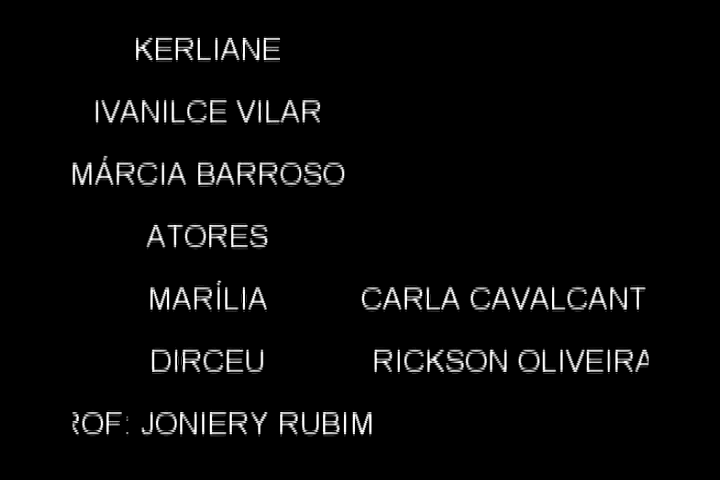 KERLIANE
IVANILCE VILAR
MÁRCIA BARROSO
ATORES
MARÍLIA CARLA CAVALCANT
DIRCEU RICKSON OLIVEIRA
ROF: JONIERY RUBIM